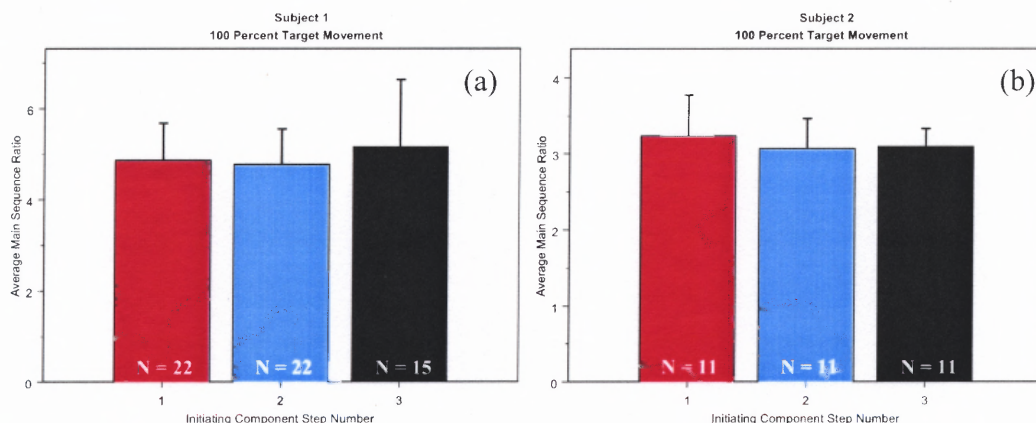 Subject 1
100 Percent Target Movement
(a)
Average Main Sequence Ratio
6
4
2
0
N = 22
N = 22
N = 15
1
2
3
Initiating Component Step Number
Subject 2
100 Percent Target Movement
(b)
Average Main Sequence Ratio
4
3
2
1
0
N = 11
N = 11
N = 11
1
2
3
Initiating Component Step Number